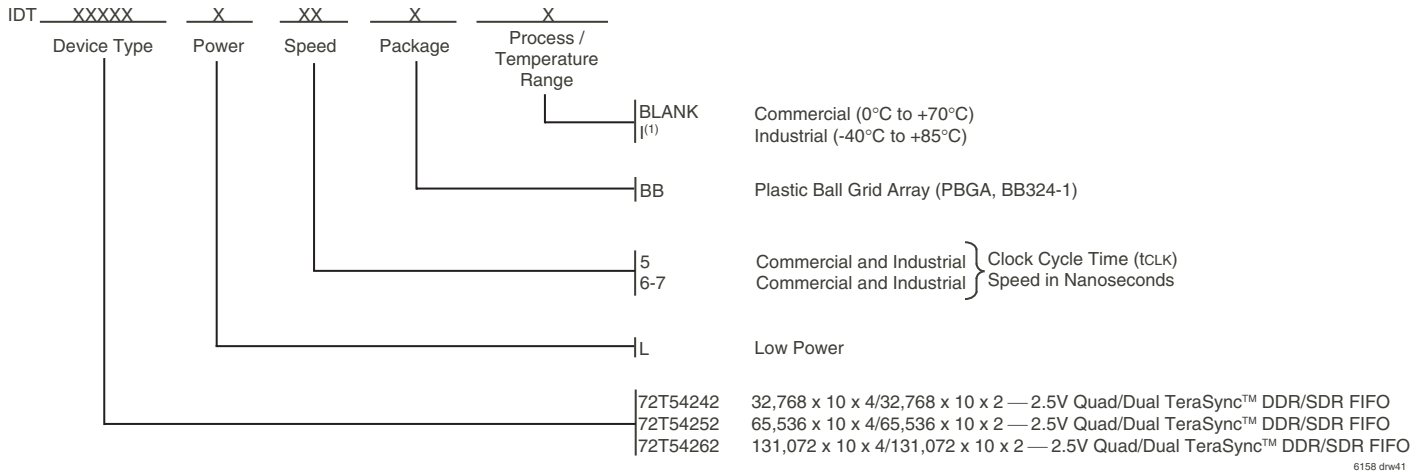 IDT XXXXX X XX X X
Device Type Power Speed Package Process / Temperature Range
BLANK Commercial (0°C to +70°C)
I(1) Industrial (-40°C to +85°C)
BB Plastic Ball Grid Array (PBGA, BB324-1)
5 Commercial and Industrial Clock Cycle Time (tCLK)
6-7 Commercial and Industrial Speed in Nanoseconds
L Low Power
72T54242 32,768 x 10 x 4/32,768 x 10 x 2 — 2.5V Quad/Dual TeraSync™ DDR/SDR FIFO
72T54252 65,536 x 10 x 4/65,536 x 10 x 2 — 2.5V Quad/Dual TeraSync™ DDR/SDR FIFO
72T54262 131,072 x 10 x 4/131,072 x 10 x 2 — 2.5V Quad/Dual TeraSync™ DDR/SDR FIFO
6158 drw41